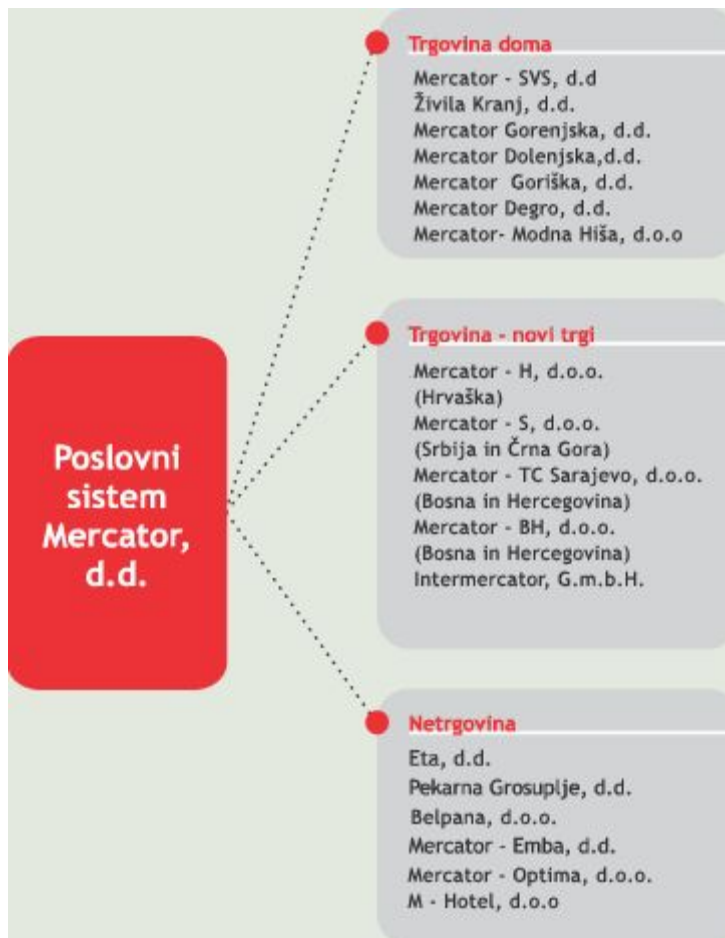 Trgovina doma
Mercator - SVS, d.d
Živila Kranj, d.d.
Mercator Gorenjska, d.d.
Mercator Dolenjska,d.d.
Mercator Goriška, d.d.
Mercator Degro, d.d.
Mercator- Modna Hiša, d.o.o
Poslovni
sistem
Mercator,
d.d.
Trgovina - novi trgi
Mercator - H, d.o.o.
(Hrvaška)
Mercator - S, d.o.o.
(Srbija in Črna Gora)
Mercator - TC Sarajevo, d.o.o.
(Bosna in Hercegovina)
Mercator - BH, d.o.o.
(Bosna in Hercegovina)
Intermercator, G.m.b.H.
Netrgovina
Eta, d.d.
Pekarna Grosuplje, d.d.
Belpana, d.o.o.
Mercator - Emba, d.d.
Mercator - Optima, d.o.o.
M - Hotel, d.o.o